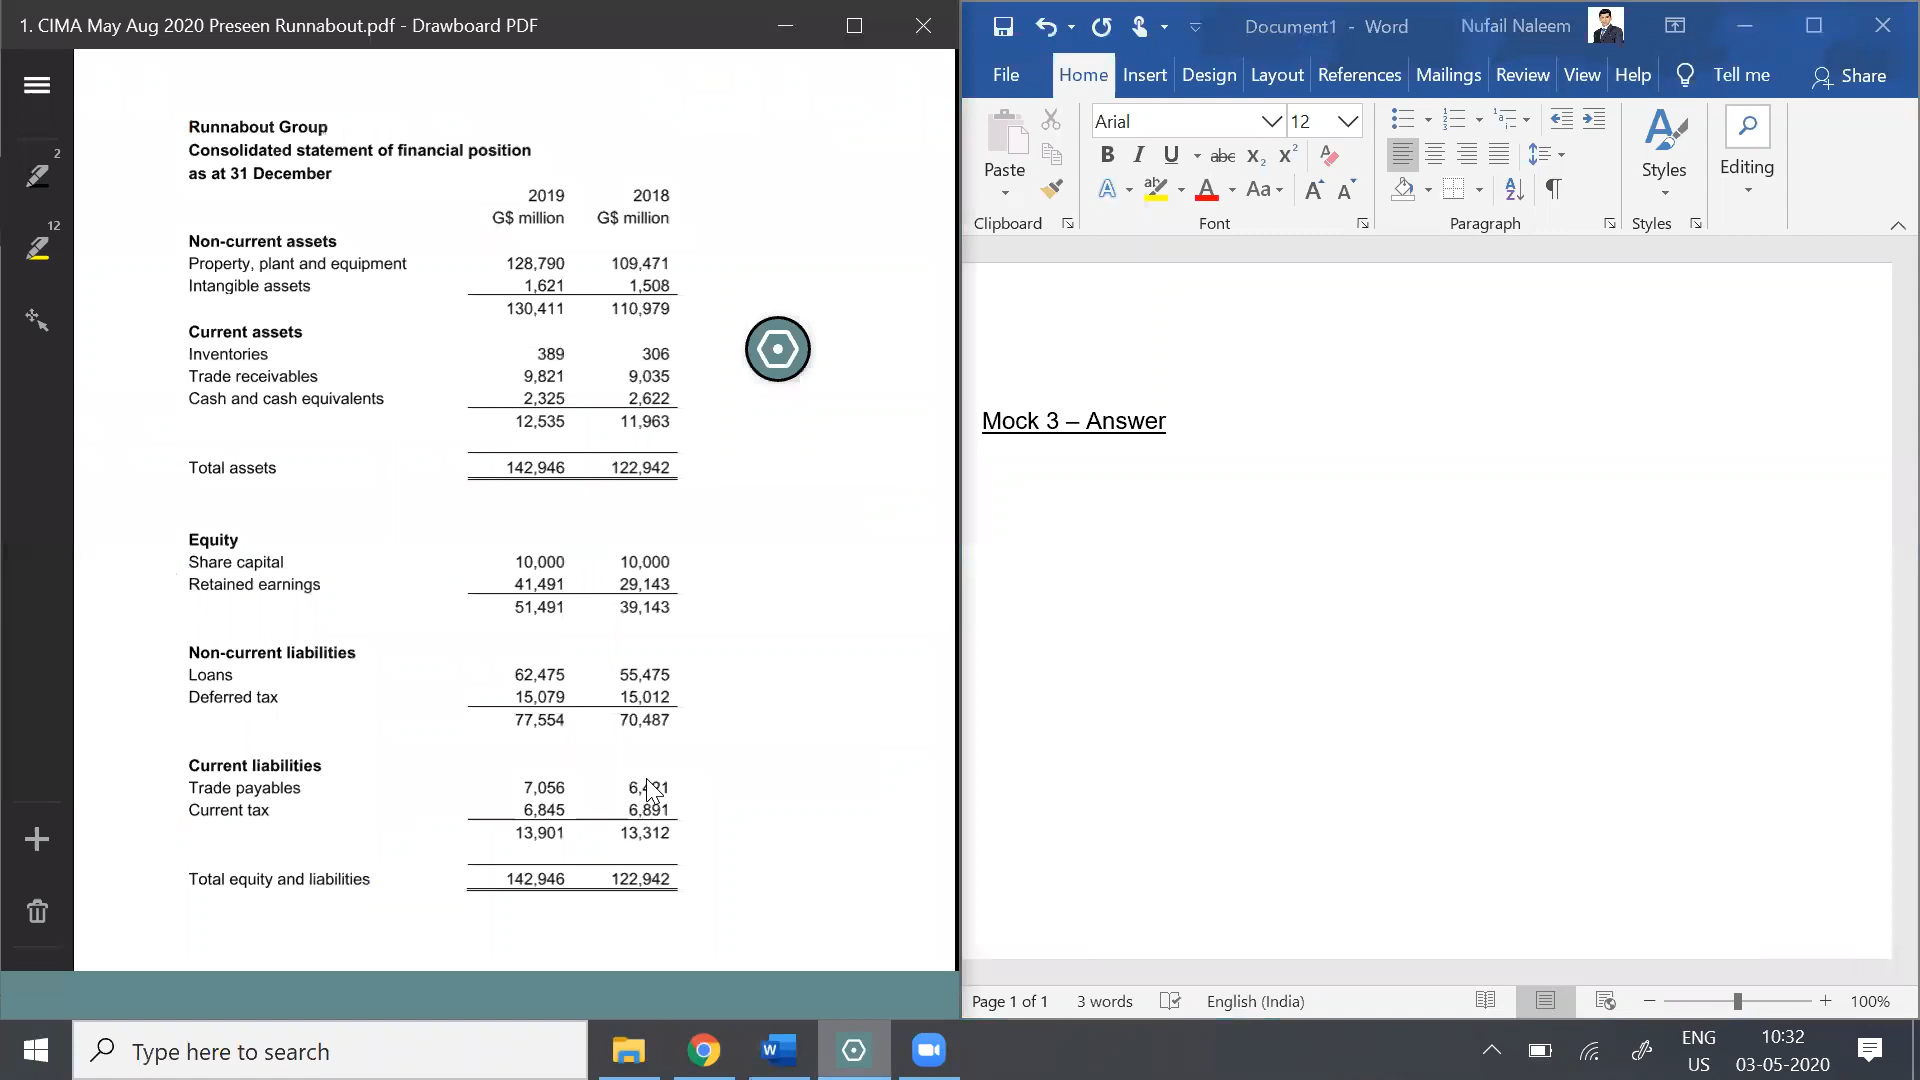 1. CIMA May Aug 2020 Preseen Runnabout.pdf - Drawboard PDF
2
12
Runnabout Group
Consolidated statement of financial position
as at 31 December
2019 2018
G$ million G$ million
Non-current assets
Property, plant and equipment 128,790 109,471
Intangible assets 1,621 1,508
130,411 110,979
Current assets
Inventories 389 306
Trade receivables 9,821 9,035
Cash and cash equivalents 2,325 2,622
12,535 11,963
Total assets 142,946 122,942
Equity
Share capital 10,000 10,000
Retained earnings 41,491 29,143
51,491 39,143
Non-current liabilities
Loans 62,475 55,475
Deferred tax 15,079 15,012
77,554 70,487
Current liabilities
Trade payables 7,056
Current tax 6,845 6,891
13,901 13,312
Total equity and liabilities 142,946 122,942
Document1 - Word
Nufail Naleem
File Home Insert Design Layout References Mailings Review View Help Tell me Share
Paste
Clipboard
Arial 12
B I U abc X₂ X²
A A Aa A A
Font
A Z
Paragraph
Styles
Styles
Editing
Mock 3 – Answer
Page 1 of 1 3 words English (India) 100%
Type here to search
W
ENG
US
10:32
03-05-2020